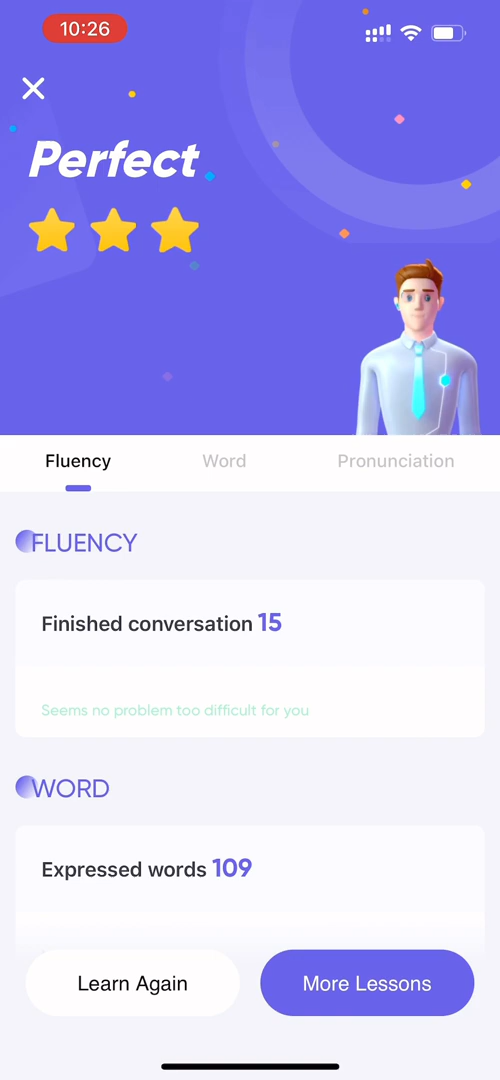 10:26
Perfect
Fluency Word Pronunciation
FLUENCY
Finished conversation 15
Seems no problem too difficult for you
WORD
Expressed words 109
Learn Again More Lessons